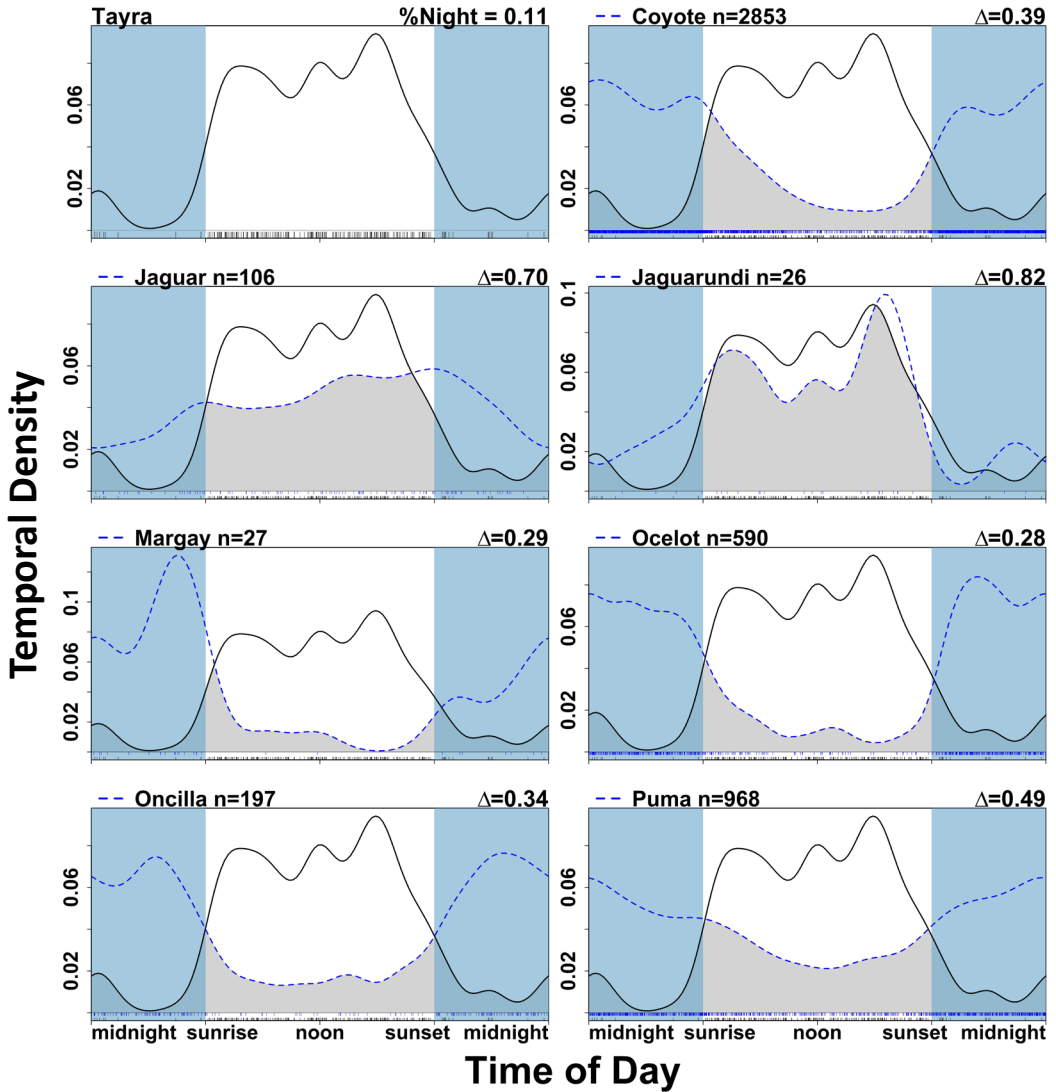 Tayra %Night = 0.11
0.02 0.06
Coyote n=2853 Δ=0.39
0.02 0.06
Jaguar n=106 Δ=0.70
0.02 0.06
Jaguarundi n=26 Δ=0.82
0.02 0.06 0.1
Margay n=27 Δ=0.29
0.02 0.06 0.1
Ocelot n=590 Δ=0.28
0.02 0.06
Oncilla n=197 Δ=0.34
0.02 0.06
Puma n=968 Δ=0.49
0.02 0.06
midnight sunrise noon sunset midnight
midnight sunrise noon sunset midnight
Temporal Density
Time of Day